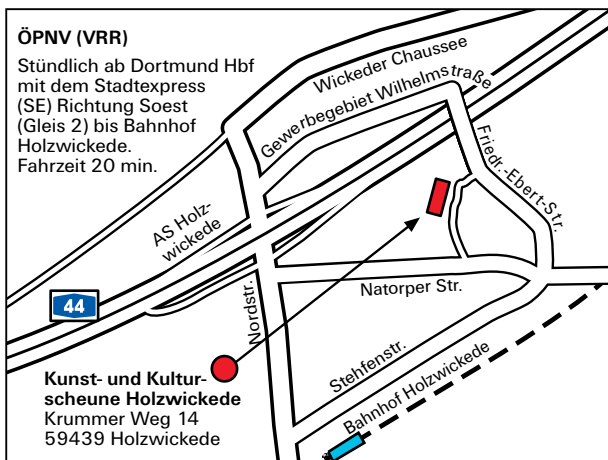 ÖPNV (VRR)
Stündlich ab Dortmund Hbf
mit dem Stadtexpress
(SE) Richtung Soest
(Gleis 2) bis Bahnhof
Holzwickede.
Fahrzeit 20 min.
Wickeder Chaussee
Gewerbegebiet Wilhelmstraße
Friedr.-Ebert-Str.
AS Holz-
wickede
44
Nordstr.
Natorper Str.
Stehfenstr.
Bahnhof Holzwickede
Kunst- und Kultur-
scheune Holzwickede
Krummer Weg 14
59439 Holzwickede